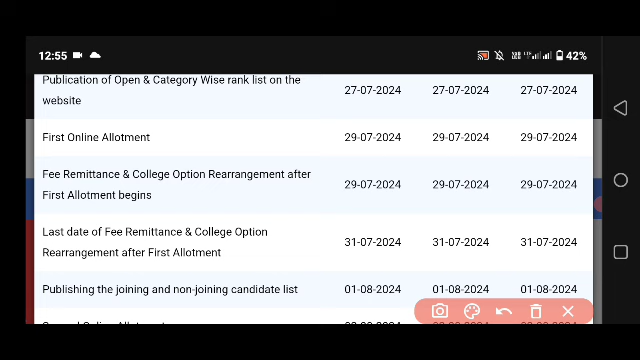 12:55 42%
Publication of Open & Category Wise rank list on the
website
27-07-2024 27-07-2024 27-07-2024
First Online Allotment 29-07-2024 29-07-2024 29-07-2024
Fee Remittance & College Option Rearrangement after
First Allotment begins
29-07-2024 29-07-2024 29-07-2024
Last date of Fee Remittance & College Option
Rearrangement after First Allotment
31-07-2024 31-07-2024 31-07-2024
Publishing the joining and non-joining candidate list 01-08-2024 01-08-2024 01-08-2024